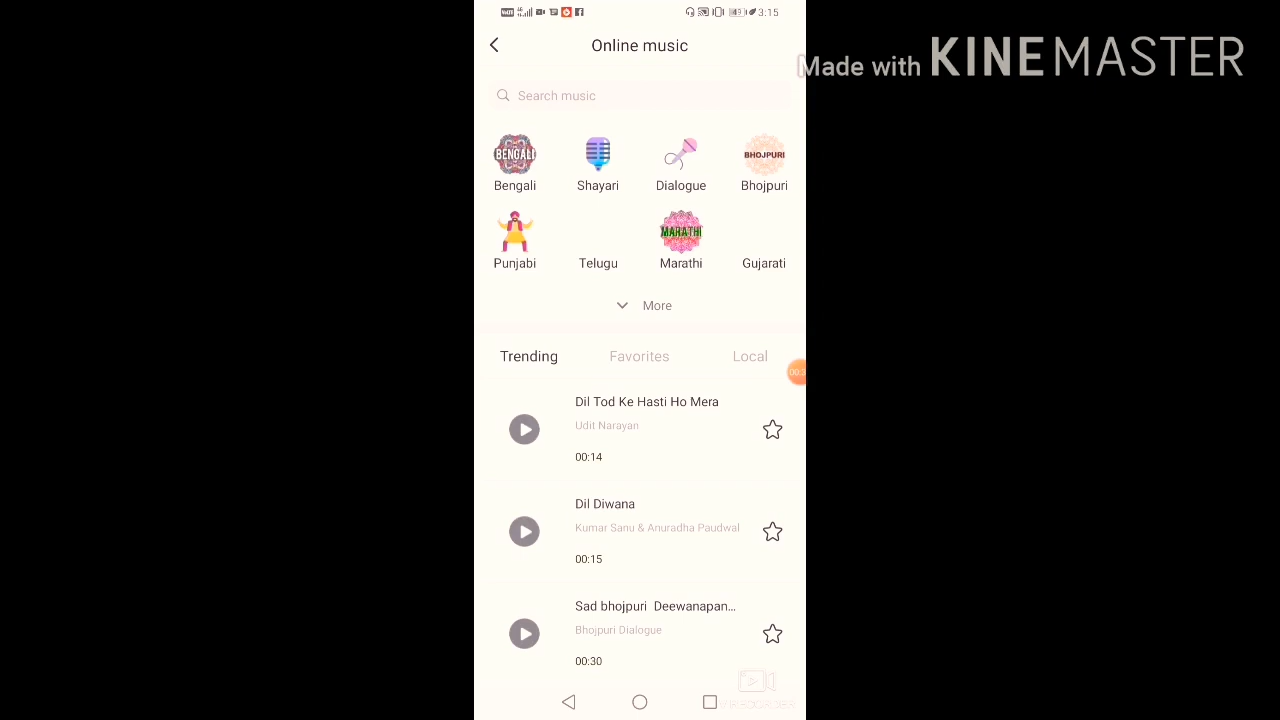 3:15
Online music
Made with KINEMASTER
Search music
BENGALI
BHOJPURI
Bengali
Shayari
Dialogue
Bhojpuri
MARATHI
Punjabi
Telugu
Marathi
Gujarati
More
Trending
Favorites
Local
Dil Tod Ke Hasti Ho Mera
Udit Narayan
00:14
Dil Diwana
Kumar Sanu & Anuradha Paudwal
00:15
Sad bhojpuri Deewanapan...
Bhojpuri Dialogue
00:30